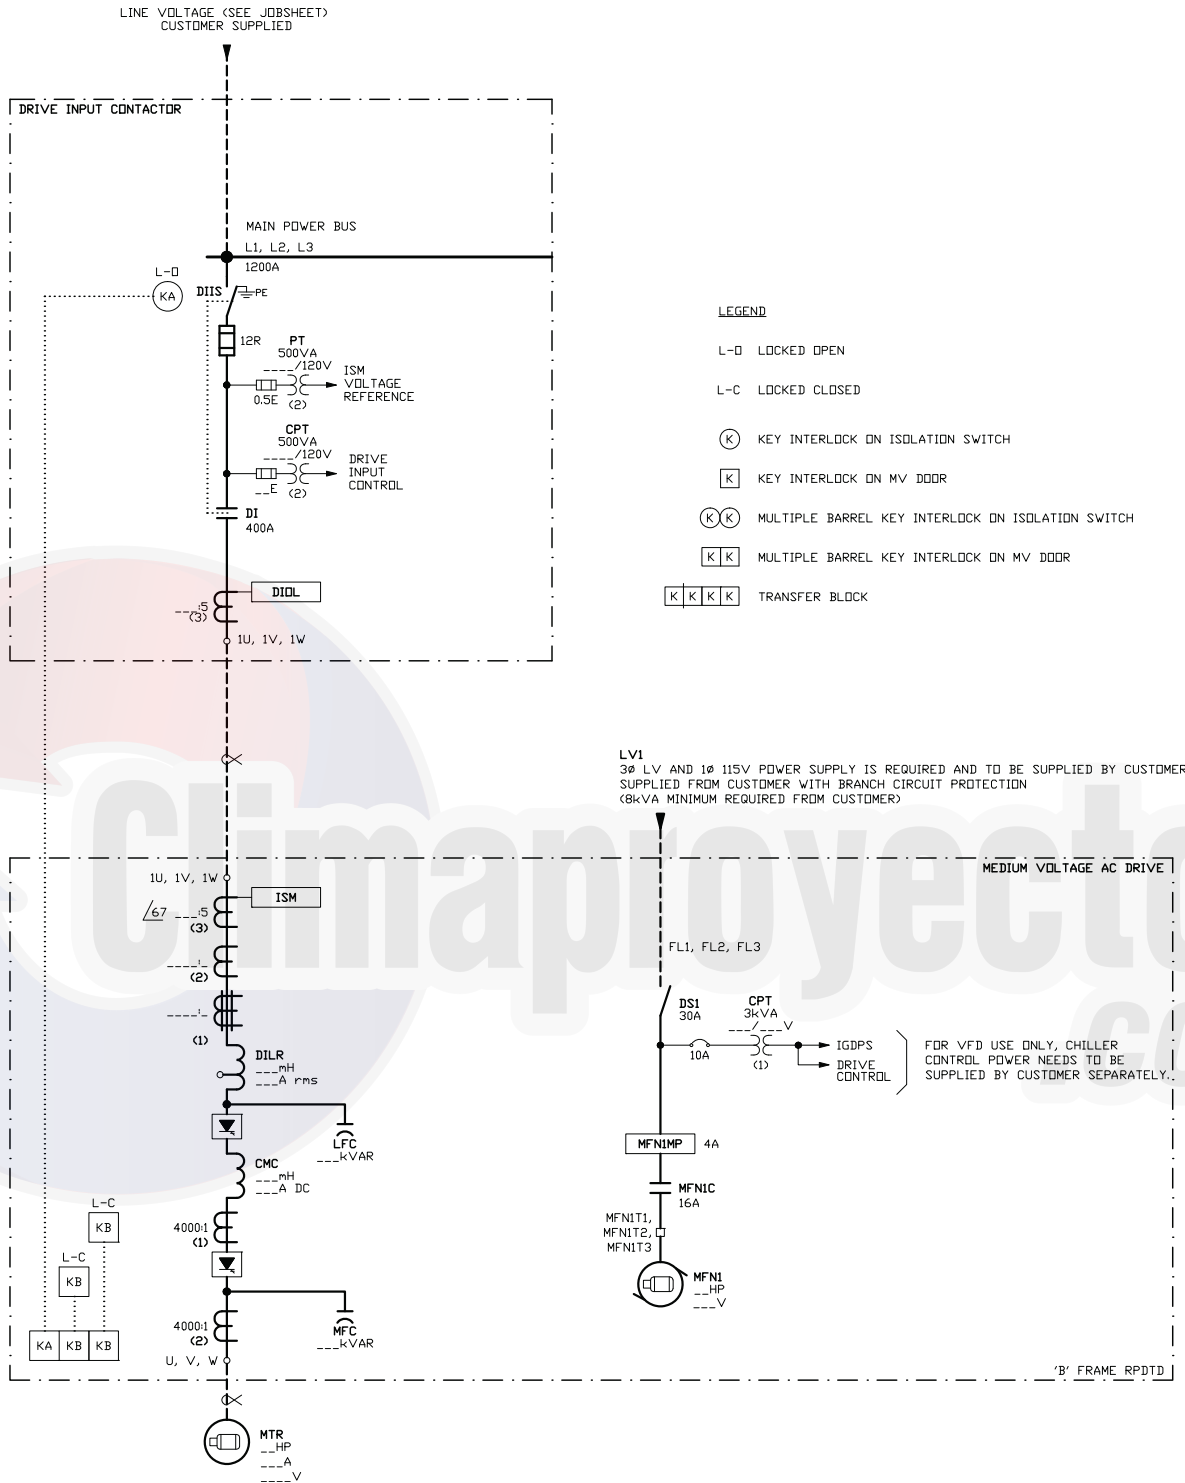 LINE VOLTAGE (SEE JOBSHEET)
CUSTOMER SUPPLIED
DRIVE INPUT CONTACTOR
MAIN POWER BUS
L1, L2, L3
1200A
L-O
KA
DIIS
PE
12R
PT
500VA
____/120V
ISM
VOLTAGE
REFERENCE
0.5E
(2)
CPT
500VA
____/120V
DRIVE
INPUT
CONTROL
__E
(2)
DI
400A
DIOL
___:5
(3)
1U, 1V, 1W
LEGEND
L-O LOCKED OPEN
L-C LOCKED CLOSED
K KEY INTERLOCK ON ISOLATION SWITCH
K KEY INTERLOCK ON MV DOOR
K K MULTIPLE BARREL KEY INTERLOCK ON ISOLATION SWITCH
K K MULTIPLE BARREL KEY INTERLOCK ON MV DOOR
K K K K TRANSFER BLOCK
LV1
3Ø LV AND 1Ø 115V POWER SUPPLY IS REQUIRED AND TO BE SUPPLIED BY CUSTOMER
SUPPLIED FROM CUSTOMER WITH BRANCH CIRCUIT PROTECTION
(8kVA MINIMUM REQUIRED FROM CUSTOMER)
MEDIUM VOLTAGE AC DRIVE
1U, 1V, 1W
ISM
/67 ___:5
(3)
____:_
(2)
____:_
(1)
DILR
___mH
___A rms
LFC
___kVAR
CMC
___mH
___A DC
4000:1
(1)
MFC
___kVAR
4000:1
(2)
U, V, W
L-C
KB
L-C
KB
KA KB KB
MTR
__HP
___A
____V
FL1, FL2, FL3
DS1
30A
CPT
3kVA
___/___V
10A
(1)
IGDPS
DRIVE
CONTROL
FOR VFD USE ONLY, CHILLER
CONTROL POWER NEEDS TO BE
SUPPLIED BY CUSTOMER SEPARATELY.
MFN1MP 4A
MFN1C
16A
MFN1T1,
MFN1T2,
MFN1T3
MFN1
__HP
___V
'B' FRAME RPDTD
Climaproyecto
.co